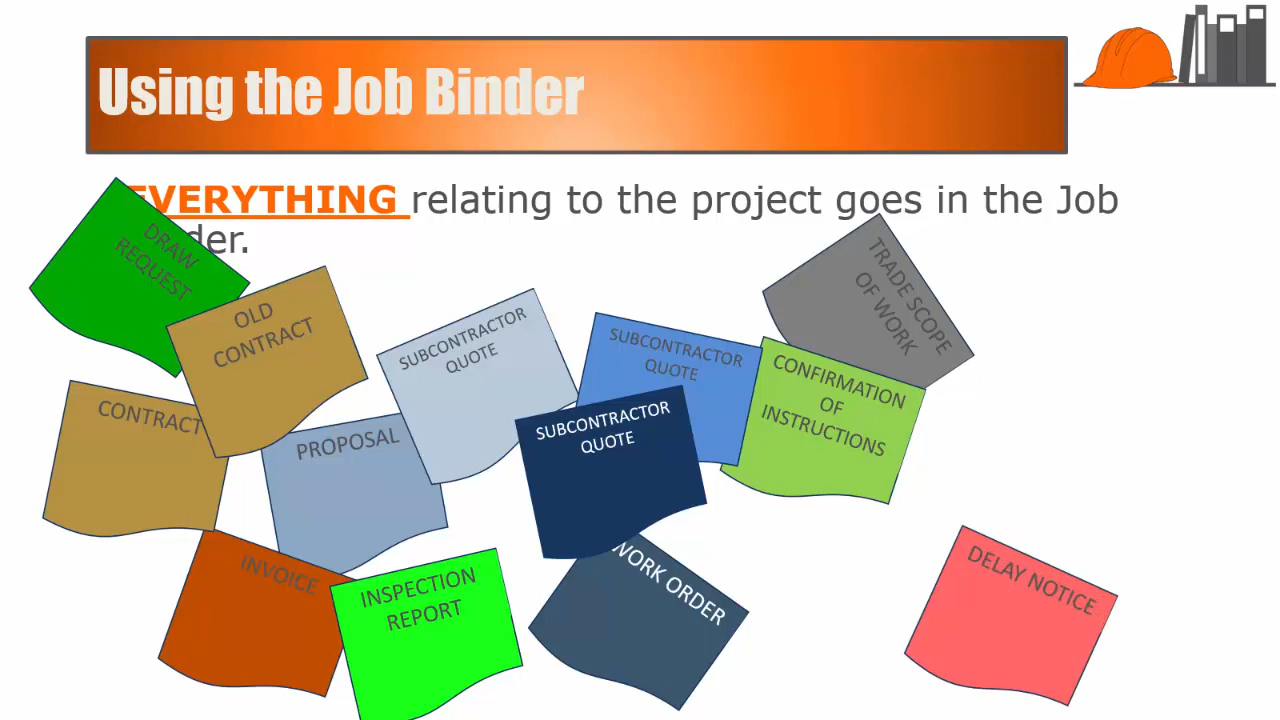 Using the Job Binder
EVERYTHING relating to the project goes in the Job
der.
DRAW
REQUEST
OLD
CONTRACT
SUBCONTRACTOR
QUOTE
SUBCONTRACTOR
QUOTE
TRADE SCOPE
OF WORK
CONFIRMATION
OF
INSTRUCTIONS
CONTRACT
PROPOSAL
SUBCONTRACTOR
QUOTE
INVOICE
INSPECTION
REPORT
WORK ORDER
DELAY NOTICE